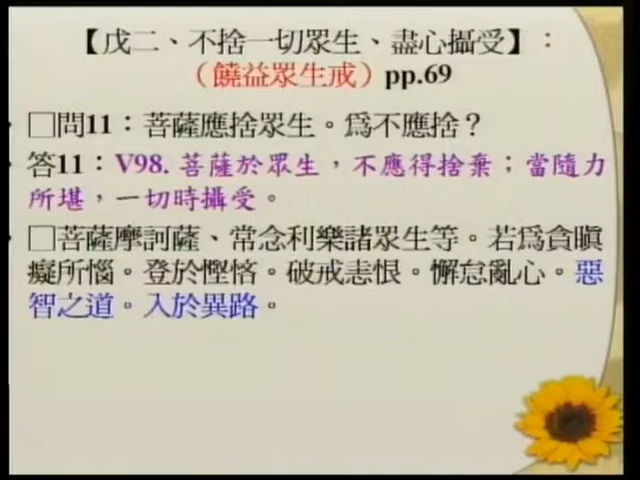 【戊二、不捨一切眾生、盡心攝受】：
（饒益眾生戒）pp.69
□問11：菩薩應捨眾生。爲不應捨？
答11：V98. 菩薩於眾生，不應得捨棄；當隨力
所堪，一切時攝受。
□菩薩摩訶薩、常念利樂諸眾生等。若爲貪瞋
癡所惱。登於慳悋。破戒恚恨。懈怠亂心。惡
智之道。入於異路。